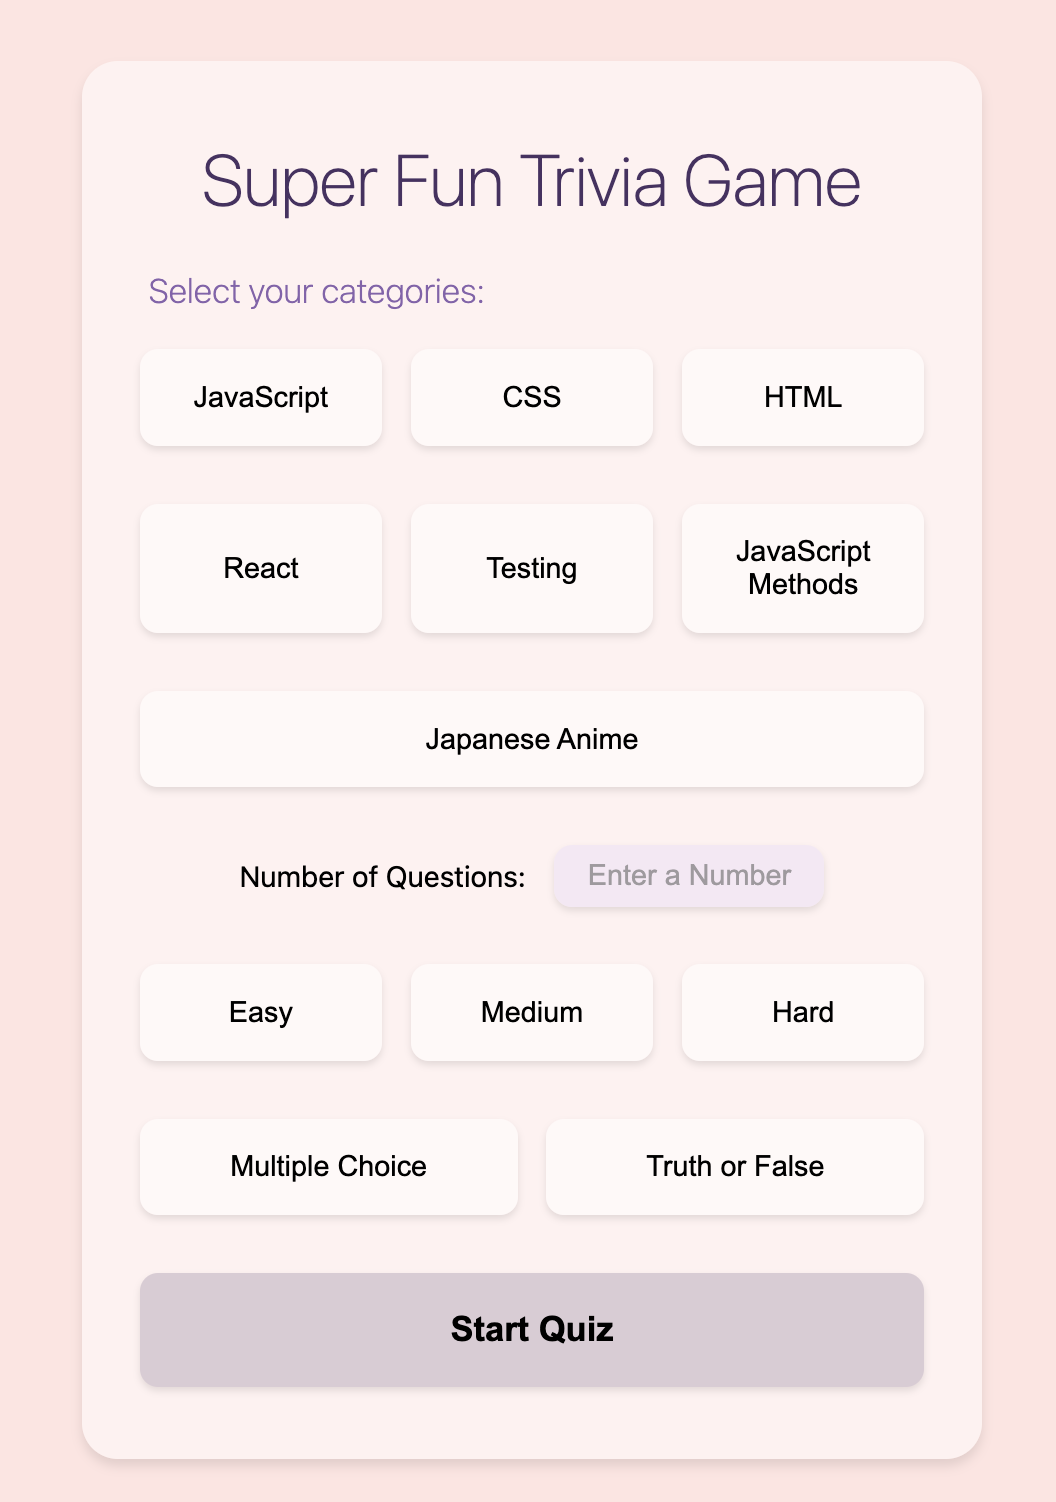 Super Fun Trivia Game
Select your categories:
JavaScript
CSS
HTML
React
Testing
JavaScript
Methods
Japanese Anime
Number of Questions: Enter a Number
Easy
Medium
Hard
Multiple Choice
Truth or False
Start Quiz